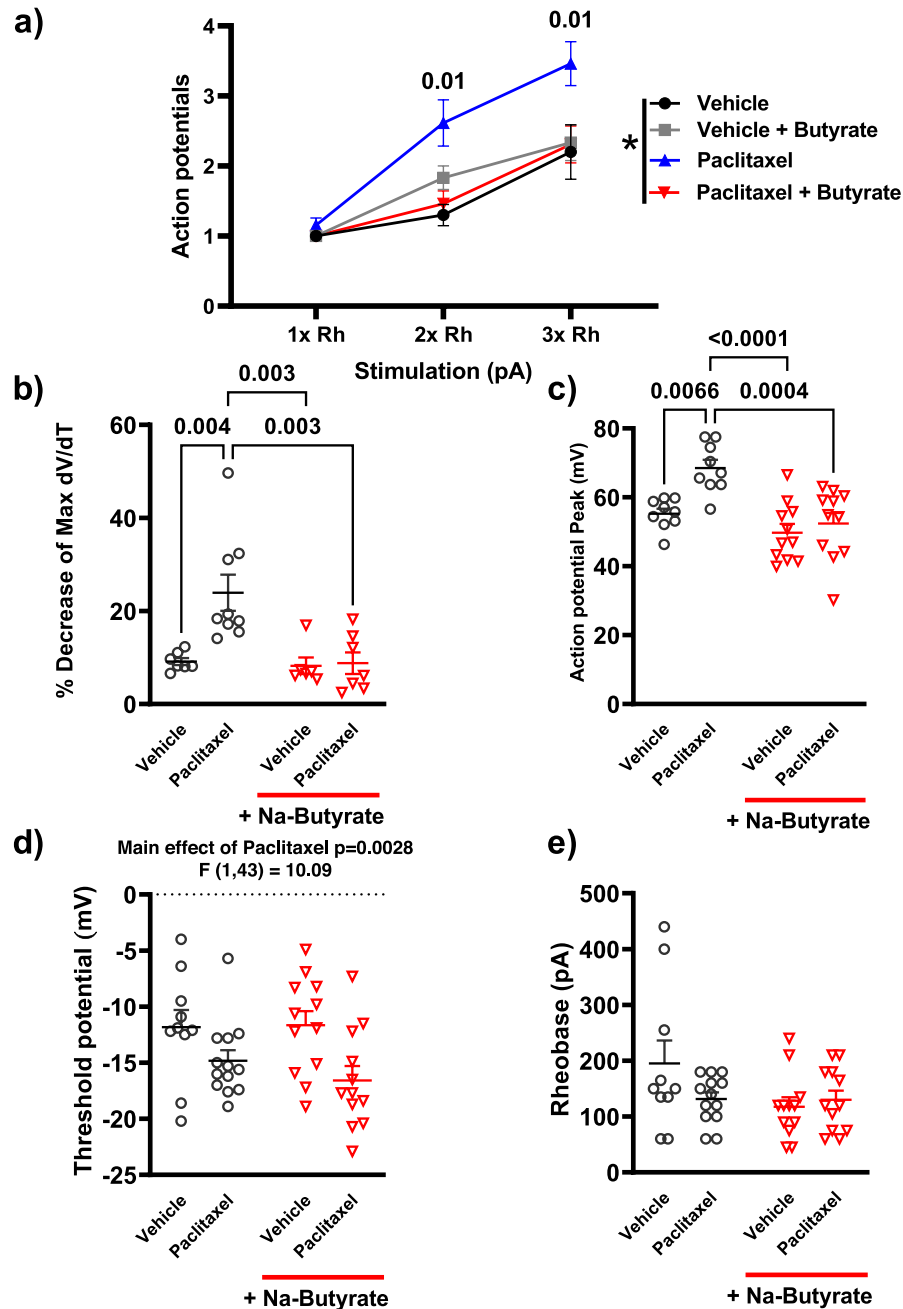 a)
4
3
2
1
0
Action potentials
0.01
0.01
1x Rh
2x Rh
3x Rh
Stimulation (pA)
*
Vehicle
Vehicle + Butyrate
Paclitaxel
Paclitaxel + Butyrate
b)
0.003
0.004
0.003
60
40
20
0
% Decrease of Max dV/dT
Vehicle
Paclitaxel
Vehicle
Paclitaxel
+ Na-Butyrate
c)
<0.0001
0.0066
0.0004
80
60
40
20
0
Action potential Peak (mV)
Vehicle
Paclitaxel
Vehicle
Paclitaxel
+ Na-Butyrate
d)
Main effect of Paclitaxel p=0.0028
F (1,43) = 10.09
0
-5
-10
-15
-20
-25
Threshold potential (mV)
Vehicle
Paclitaxel
Vehicle
Paclitaxel
+ Na-Butyrate
e)
500
400
300
200
100
0
Rheobase (pA)
Vehicle
Paclitaxel
Vehicle
Paclitaxel
+ Na-Butyrate